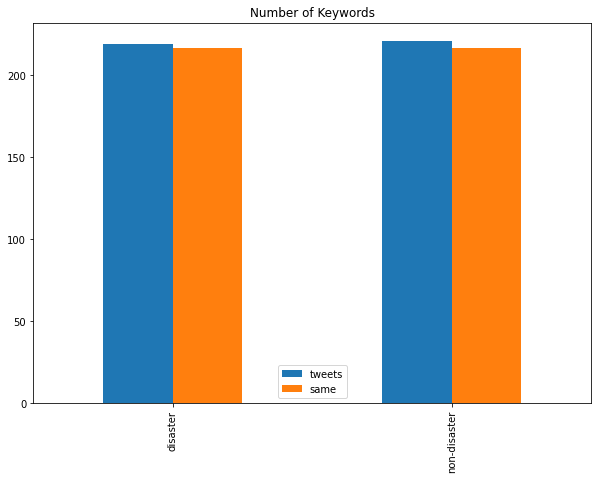 Number of Keywords
200
150
100
50
0
tweets
same
disaster
non-disaster